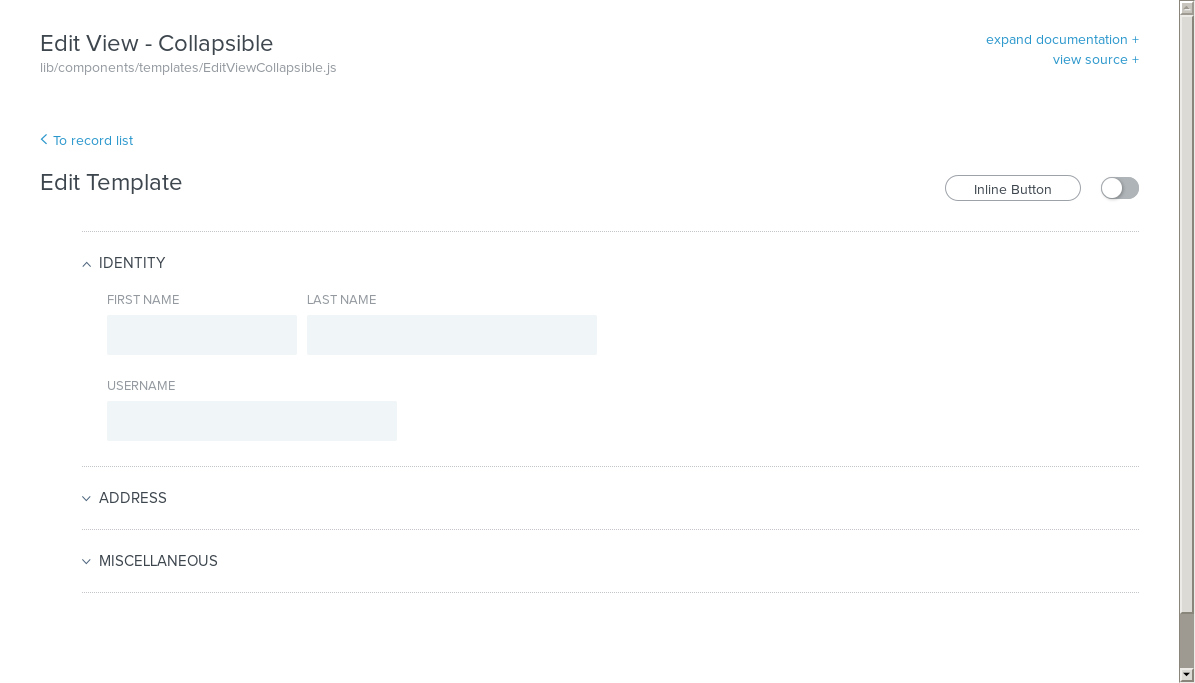 Edit View - Collapsible
lib/components/templates/EditViewCollapsible.js
expand documentation +
view source +
To record list
Edit Template
Inline Button
IDENTITY
FIRST NAME LAST NAME
USERNAME
ADDRESS
MISCELLANEOUS